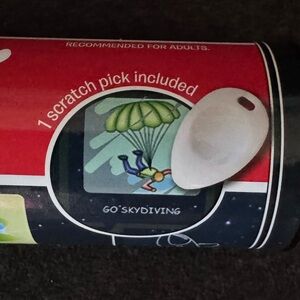 RECOMMENDED FOR ADULTS.
1 scratch pick included
GO SKYDIVING